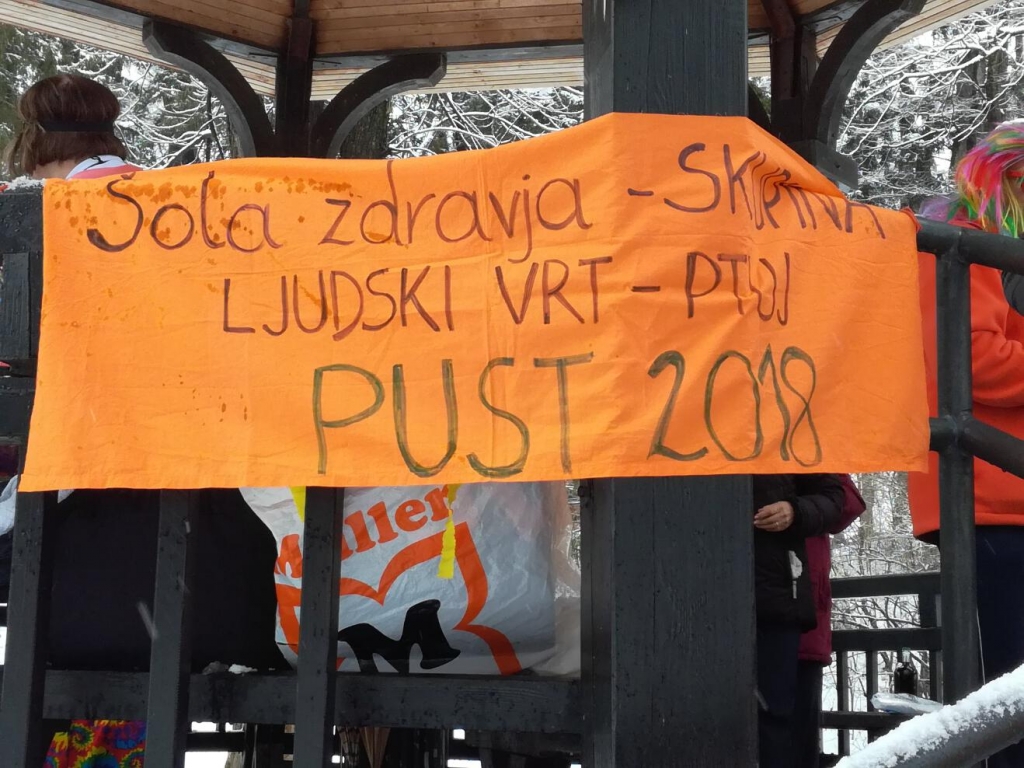 Šola zdravja - SKUPINA
LJUDSKI VRT - PTUJ
PUST 2018
Müller